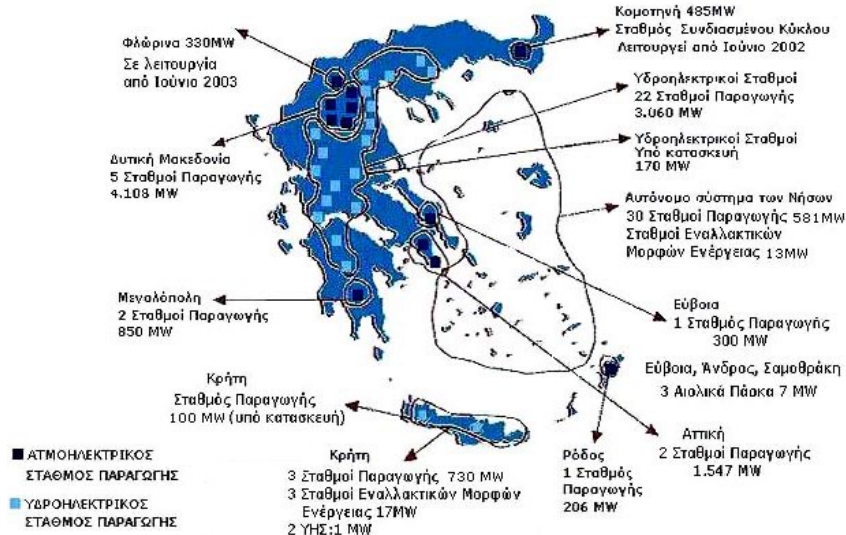 Φλώρινα 330MW
Σε λειτουργία
από Ιούνιο 2003
Κομοτηνή 485MW
Σταθμός Συνδιασμένου Κύκλου
Λειτουργεί από Ιούνιο 2002
Υδροηλεκτρικοί Σταθμοί
22 Σταθμοί Παραγωγής
3.060 MW
Υδροηλεκτρικοί Σταθμοί
Υπό κατασκευή
170 MW
Δυτική Μακεδονία
5 Σταθμοί Παραγωγής
4.108 MW
Αυτόνομο σύστημα των Νήσων
30 Σταθμοί Παραγωγής 581MW
Σταθμοί Εναλλακτικών
Μορφών Ενέργειας 13MW
Μεγαλόπολη
2 Σταθμοί Παραγωγής
850 MW
Εύβοια
1 Σταθμός Παραγωγής
300 MW
Εύβοια, Άνδρος, Σαμοθράκη
3 Αιολικά Πάρκα 7 MW
Κρήτη
Σταθμός Παραγωγής
100 MW (υπό κατασκευή)
Αττική
2 Σταθμοί Παραγωγής
1.547 MW
Ρόδος
1 Σταθμός
Παραγωγής
206 MW
Κρήτη
3 Σταθμοί Παραγωγής 730 MW
3 Σταθμοί Εναλλακτικών Μορφών
Ενέργειας 17MW
2 ΥΗΣ:1 MW
ΑΤΜΟΗΛΕΚΤΡΙΚΟΣ
ΣΤΑΘΜΟΣ ΠΑΡΑΓΩΓΗΣ
ΥΔΡΟΗΛΕΚΤΡΙΚΟΣ
ΣΤΑΘΜΟΣ ΠΑΡΑΓΩΓΗΣ